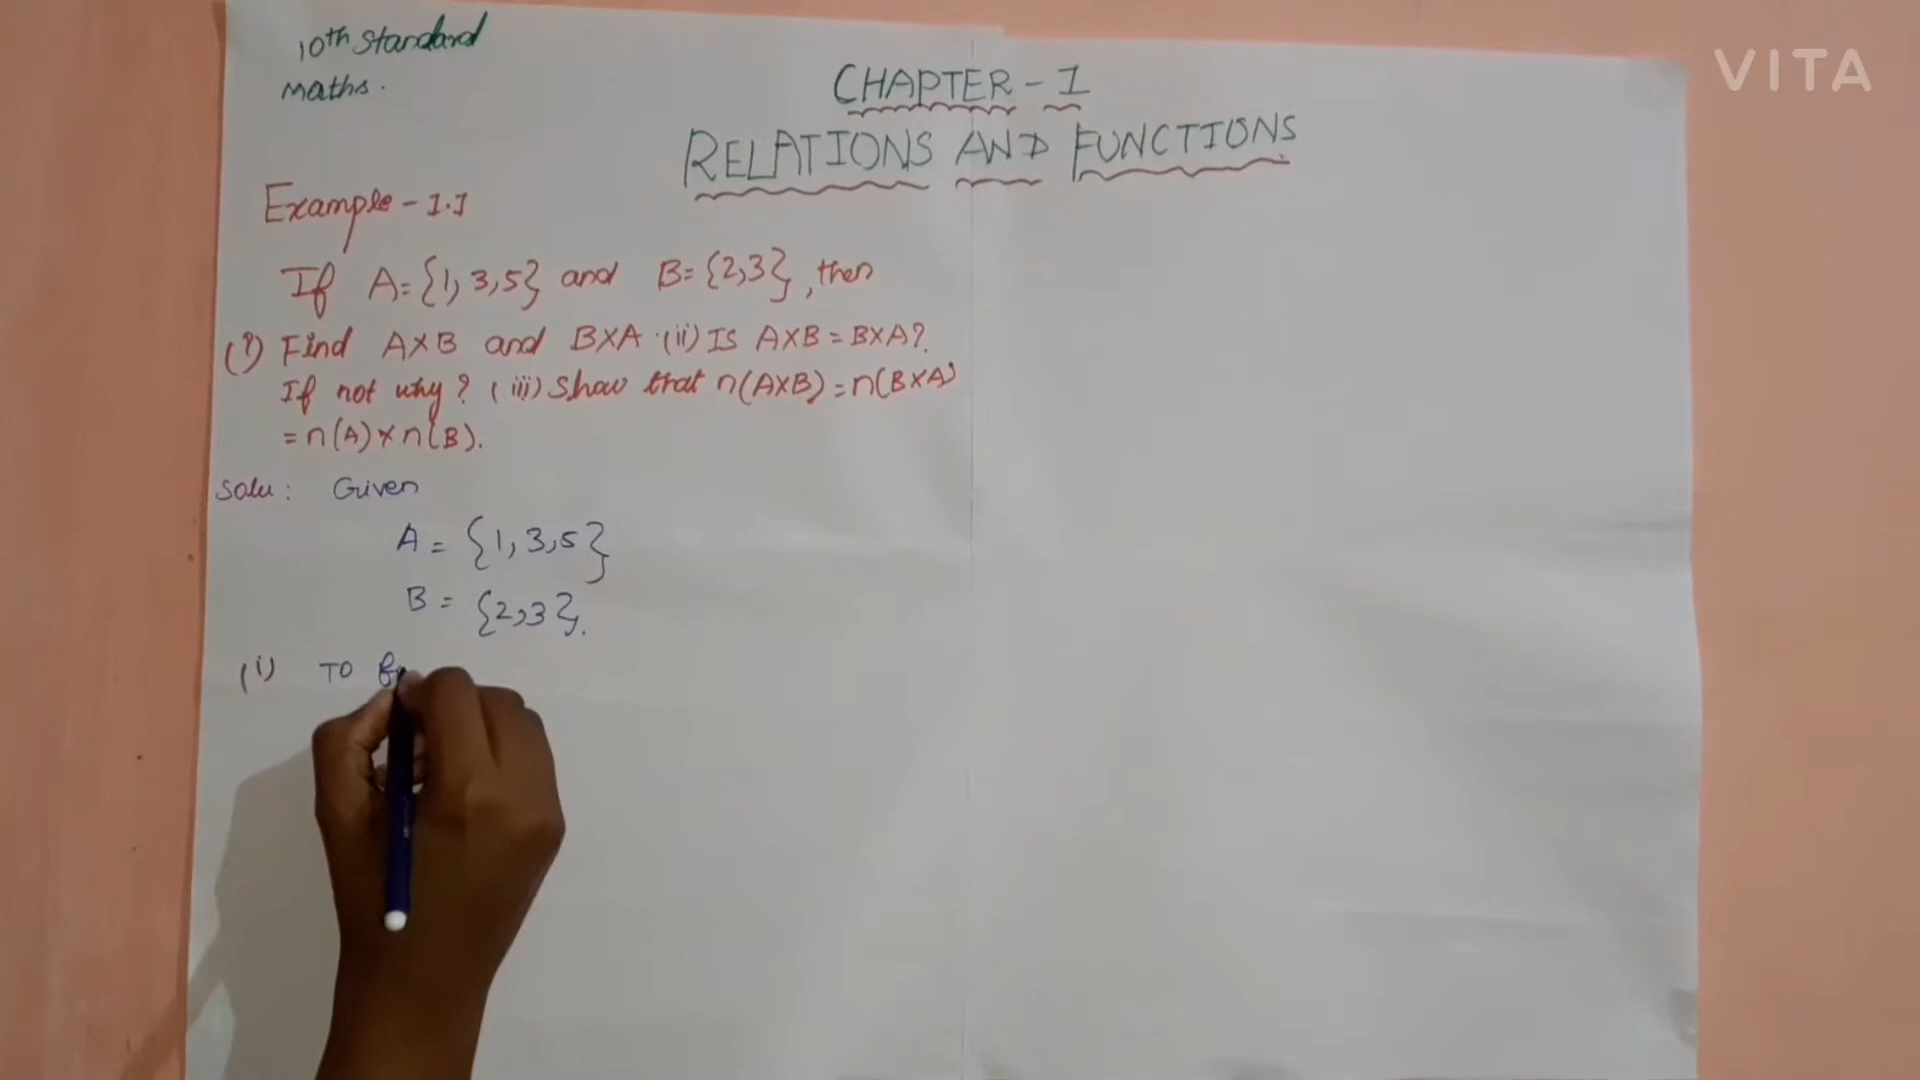 10th Standard
maths.
VITA
CHAPTER - I
RELATIONS AND FUNCTIONS
Example - 1.1
If A = {1, 3, 5} and B = {2, 3}, then
(i) Find A×B and B×A. (ii) Is A×B = B×A?
If not why? (iii) Show that n(A×B) = n(B×A)
= n(A) × n(B).
Solu: Given
A = {1, 3, 5}
B = {2, 3}.
(i) TO